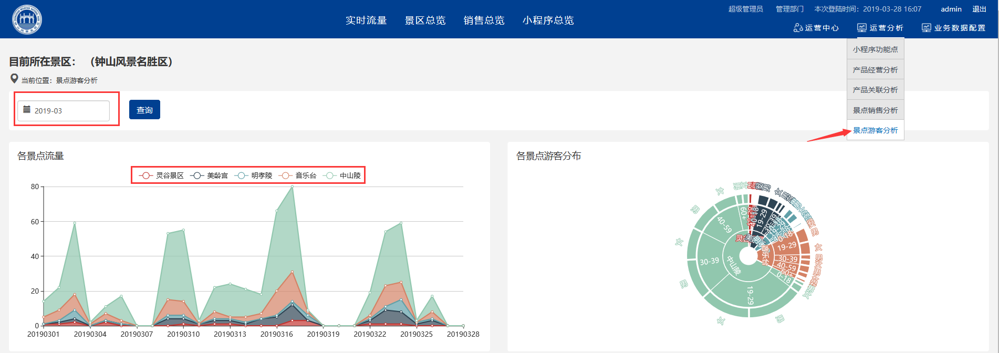 超级管理员 管理部门 本次登陆时间: 2019-03-28 16:07 admin 退出
实时流量 景区总览 销售总览 小程序总览
运营中心 运营分析 业务数据配置
小程序功能点
产品经营分析
产品关联分析
景点销售分析
景点游客分析
目前所在景区: (钟山风景名胜区)
当前位置: 景点游客分析
2019-03 查询
各景点流量
灵谷景区 美龄宫 明孝陵 音乐台 中山陵
80
60
40
20
0
20190301 20190304 20190307 20190310 20190313 20190316 20190319 20190322 20190325 20190328
各景点游客分布
中山陵
音乐台
60+
40-59
30-39
19-29
0-18
19-29
0-18
19-29
30-39
40-59
60+
女
男
女
男
女
男
女
男
女